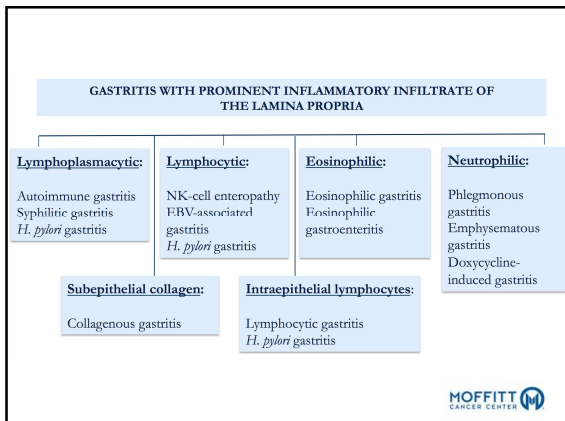 GASTRITIS WITH PROMINENT INFLAMMATORY INFILTRATE OF
THE LAMINA PROPRIA
Lymphoplasmacytic:
Autoimmune gastritis
Syphilitic gastritis
H. pylori gastritis
Lymphocytic:
NK-cell enteropathy
EBV-associated
gastritis
H. pylori gastritis
Eosinophilic:
Eosinophilic gastritis
Eosinophilic
gastroenteritis
Neutrophilic:
Phlegmonous
gastritis
Emphysematous
gastritis
Doxycycline-
induced gastritis
Subepithelial collagen:
Collagenous gastritis
Intraepithelial lymphocytes:
Lymphocytic gastritis
H. pylori gastritis
MOFFITT
CANCER CENTER